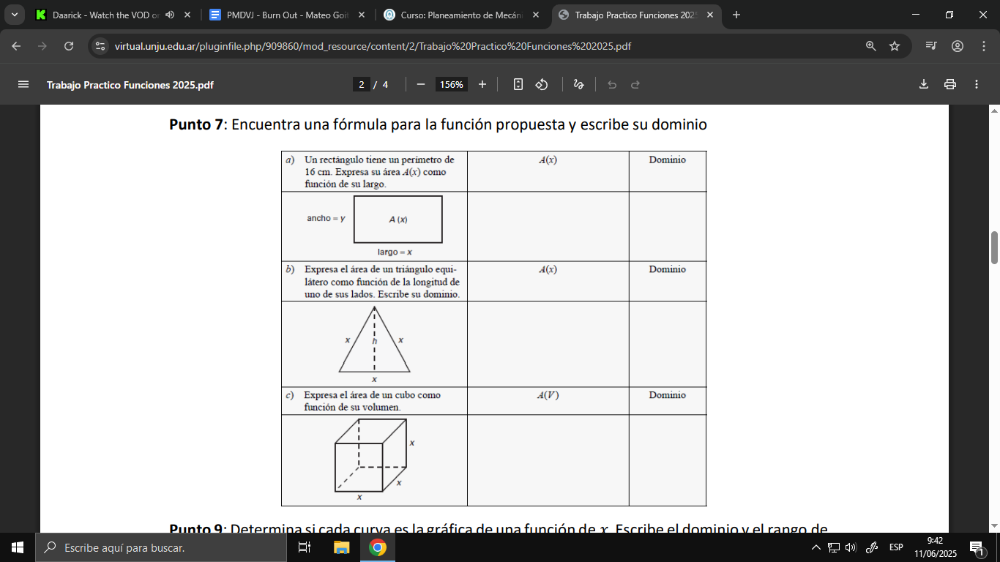 Daarick - Watch the VOD or
PMDVJ - Burn Out - Mateo Goit
Curso: Planeamiento de Mecáni
Trabajo Practico Funciones 2025
virtual.unju.edu.ar/pluginfile.php/909860/mod_resource/content/2/Trabajo%20Practico%20Funciones%202025.pdf
Trabajo Practico Funciones 2025.pdf
2 / 4
156%
Punto 7: Encuentra una fórmula para la función propuesta y escribe su dominio
a) Un rectángulo tiene un perímetro de
16 cm. Expresa su área A(x) como
función de su largo.
A(x)
Dominio
ancho = y
A (x)
largo = x
b) Expresa el área de un triángulo equi-
látero como función de la longitud de
uno de sus lados. Escribe su dominio.
A(x)
Dominio
x
h
x
x
c) Expresa el área de un cubo como
función de su volumen.
A(V)
Dominio
x
x
x
Punto 9: Determina si cada curva es la gráfica de una función de x. Escribe el dominio y el rango de
Escribe aquí para buscar.
ESP
9:42
11/06/2025
1